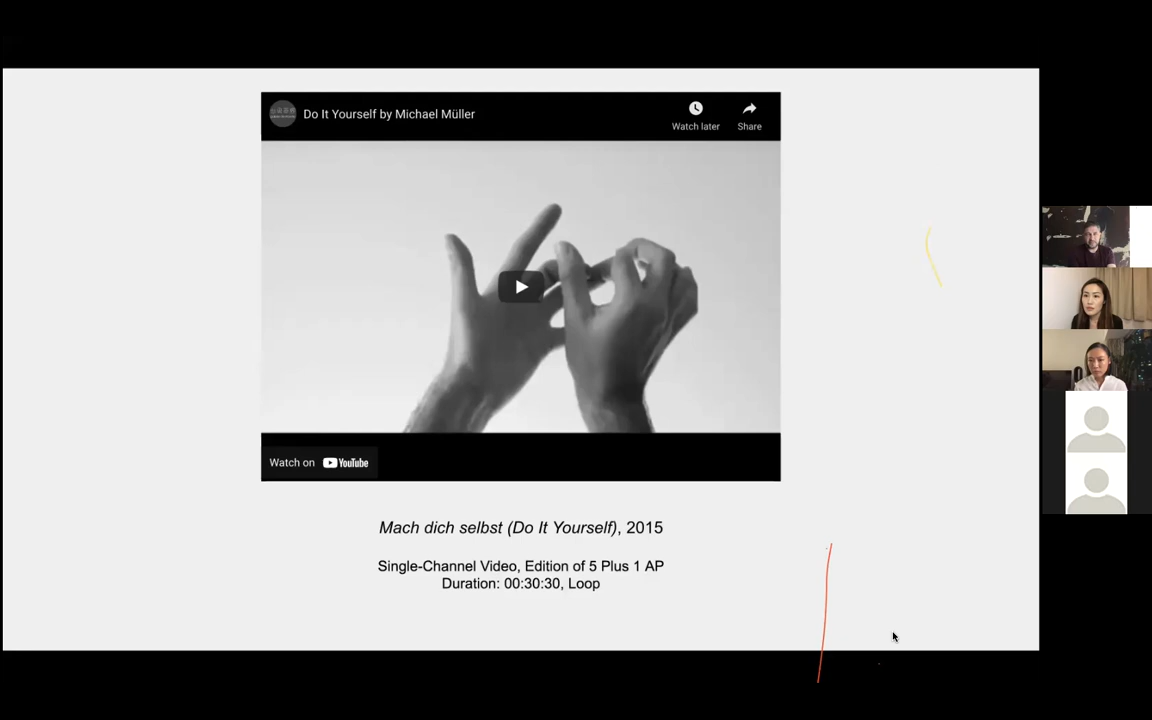 Do It Yourself by Michael Müller
Watch later
Share
Watch on YouTube
Mach dich selbst (Do It Yourself), 2015
Single-Channel Video, Edition of 5 Plus 1 AP
Duration: 00:30:30, Loop